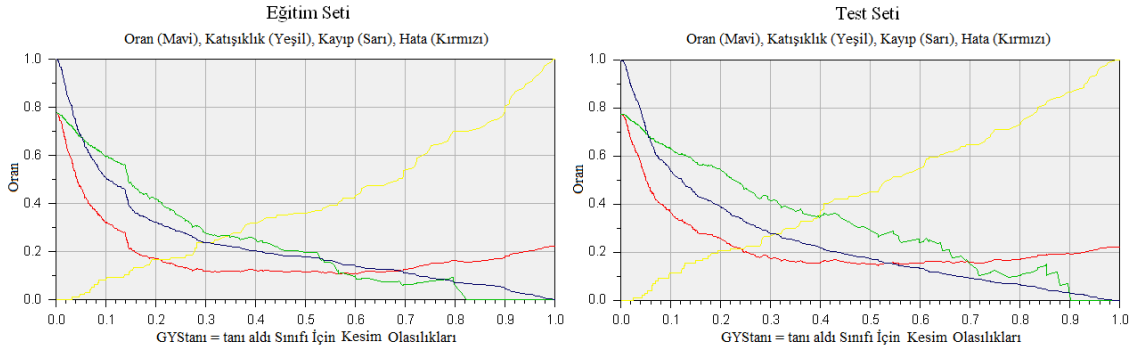 Eğitim Seti
Oran (Mavi), Katışıklık (Yeşil), Kayıp (Sarı), Hata (Kırmızı)
1.0
0.8
0.6
0.4
0.2
0.0
Oran
0.0 0.1 0.2 0.3 0.4 0.5 0.6 0.7 0.8 0.9 1.0
GYStanı = tanı aldı Sınıfı İçin Kesim Olasılıkları
Test Seti
Oran (Mavi), Katışıklık (Yeşil), Kayıp (Sarı), Hata (Kırmızı)
1.0
0.8
0.6
0.4
0.2
0.0
Oran
0.0 0.1 0.2 0.3 0.4 0.5 0.6 0.7 0.8 0.9 1.0
GYStanı = tanı aldı Sınıfı İçin Kesim Olasılıkları